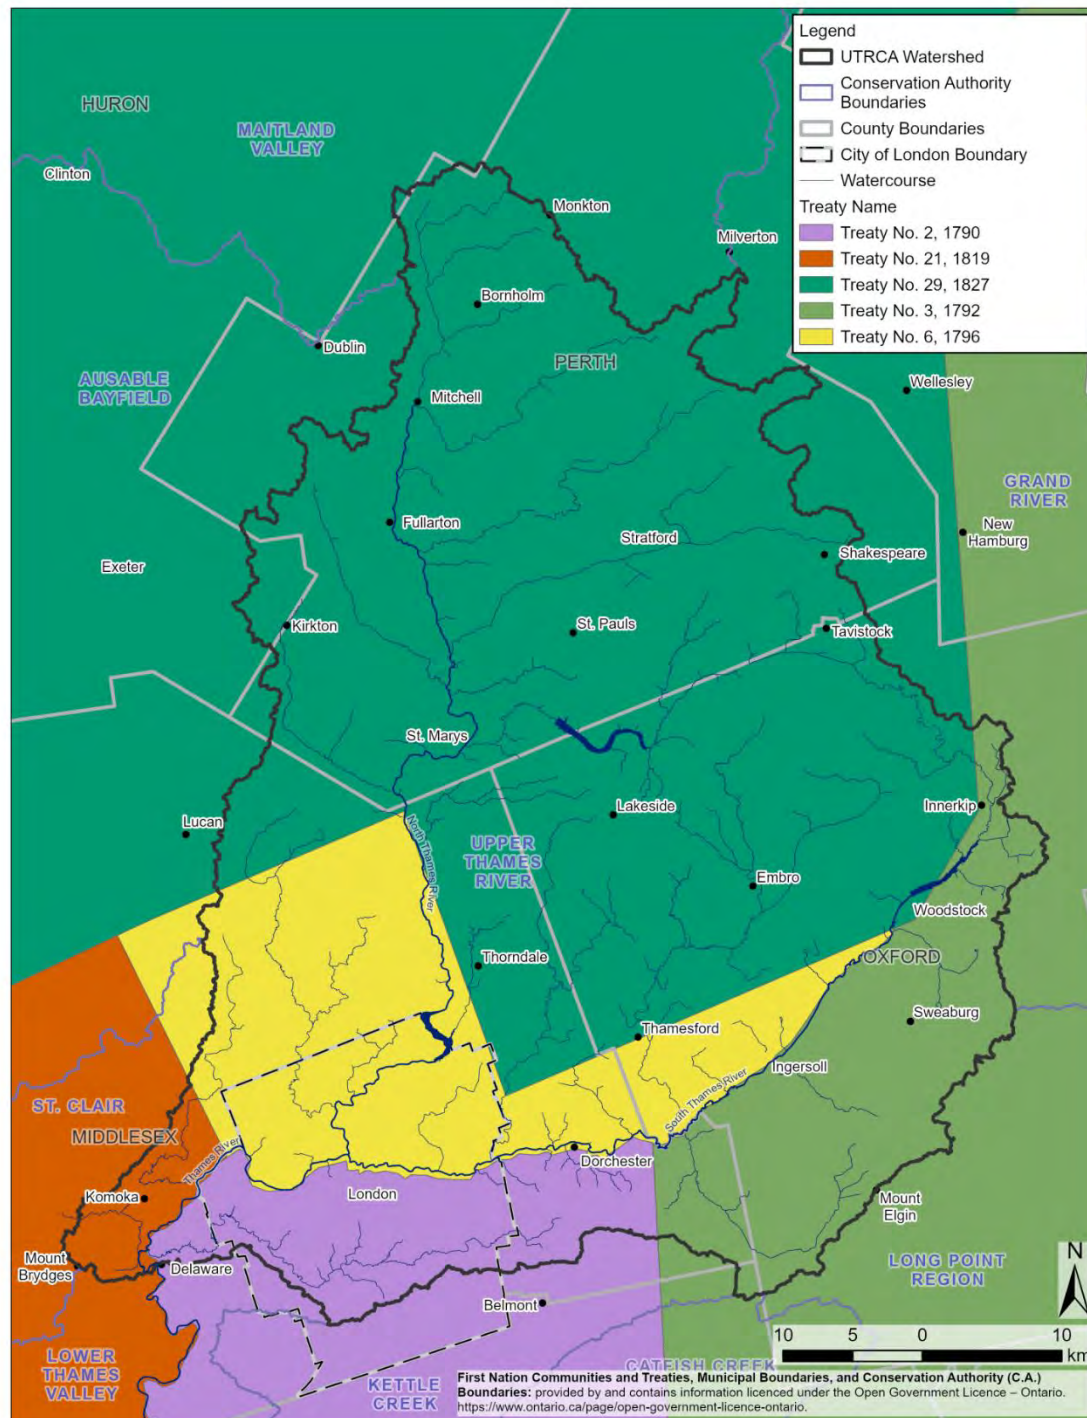 Legend
UTRCA Watershed
Conservation Authority
Boundaries
County Boundaries
City of London Boundary
Watercourse
Treaty Name
Treaty No. 2, 1790
Treaty No. 21, 1819
Treaty No. 29, 1827
Treaty No. 3, 1792
Treaty No. 6, 1796
HURON
MAITLAND
VALLEY
Clinton
Monkton
Milverton
Bornholm
Dublin
PERTH
AUSABLE
BAYFIELD
Mitchell
Wellesley
GRAND
RIVER
Fullarton
Stratford
New
Hamburg
Shakespeare
Exeter
Kirkton
St. Pauls
Tavistock
St. Marys
Lakeside
Innerkip
Lucan
North Thames River
UPPER
THAMES
RIVER
Embro
Woodstock
OXFORD
Thorndale
Sweaburg
Thamesford
Ingersoll
South Thames River
ST. CLAIR
MIDDLESEX
Thames River
Dorchester
Komoka
London
Mount
Elgin
Mount
Brydges
Delaware
LONG POINT
REGION
Belmont
N
10 5 0 10
km
LOWER
THAMES
VALLEY
KETTLE
CREEK
CATFISH CREEK
First Nation Communities and Treaties, Municipal Boundaries, and Conservation Authority (C.A.)
Boundaries: provided by and contains information licenced under the Open Government Licence – Ontario.
https://www.ontario.ca/page/open-government-licence-ontario.